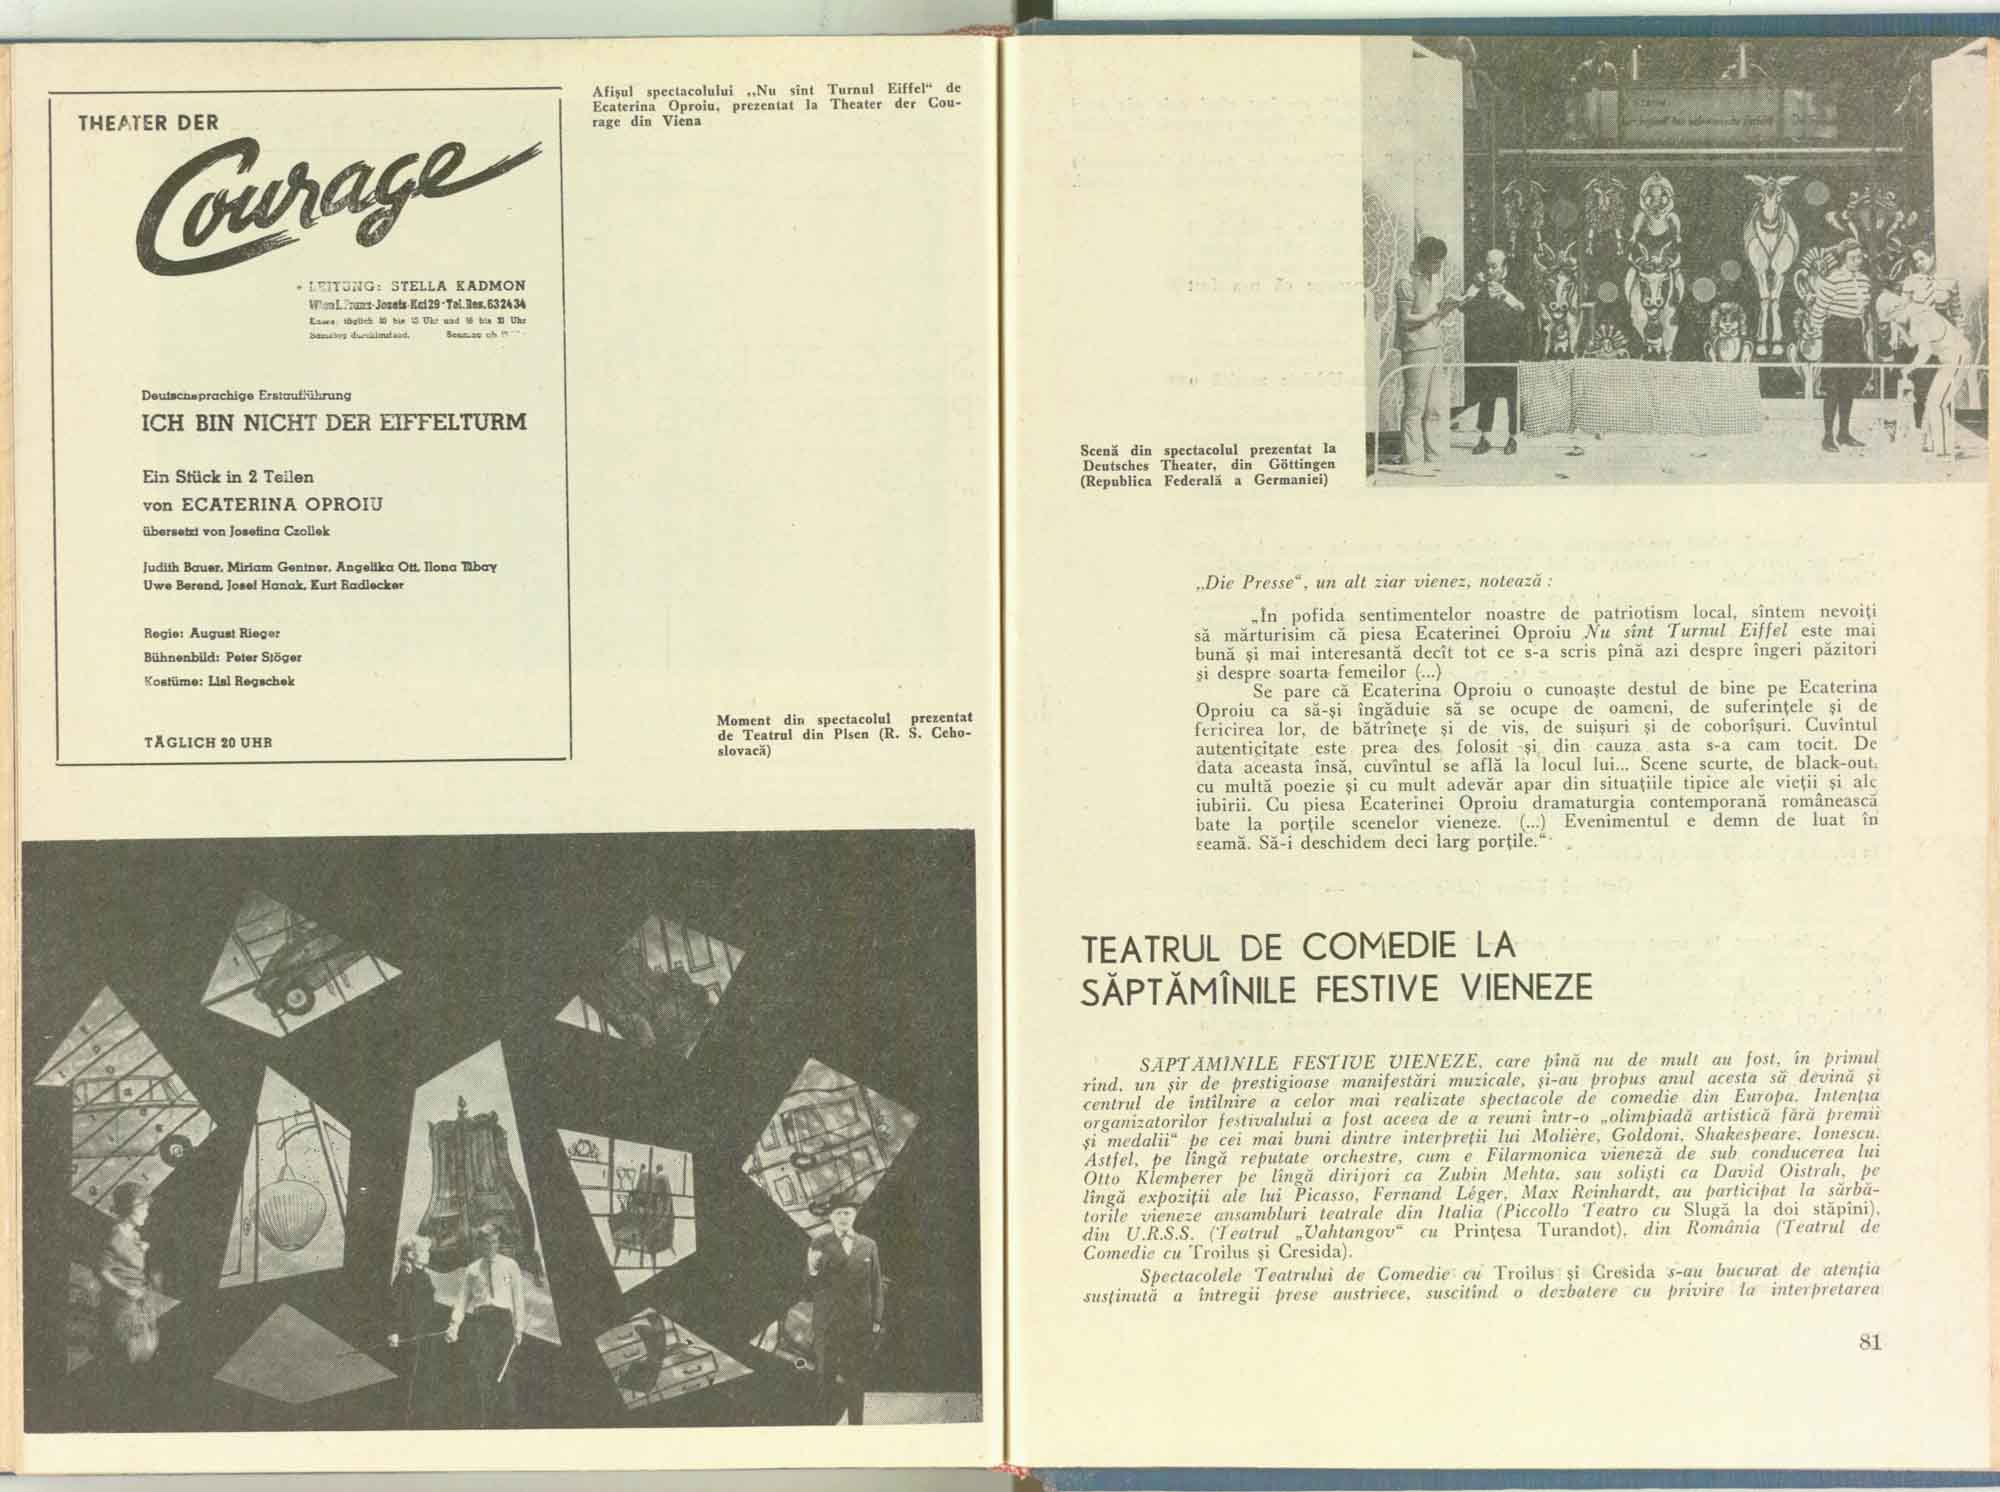 THEATER DER
Courage
LEITUNG: STELLA KADMON
Wien I. Franz-Josefs-Kai 29 · Tel. Res. 63 24 34
Kassa: täglich 10 bis 13 Uhr und 16 bis Uhr
Deutschsprachige Erstaufführung
ICH BIN NICHT DER EIFFELTURM
Ein Stück in 2 Teilen
von ECATERINA OPROIU
übersetzt von Josefina Czollek
Judith Bauer, Miriam Gentner, Angelika Ott, Ilona
Uwe Berend, Josef Hanak, Kurt Radlecker
Regie: August Rieger
Bühnenbild: Peter Stöger
Kostüme: Lisl Regschek
TÄGLICH 20 UHR
Afişul spectacolului „Nu sînt Turnul Eiffel“ de
Ecaterina Oproiu, prezentat la Theater der Cou-
rage din Viena
Moment din spectacolul prezentat
de Teatrul din Plsen (R. S. Ceho-
slovacă)
Scenă din spectacolul prezentat la
Deutsches Theater, din Göttingen
(Republica Federală a Germaniei)
„Die Presse“, un alt ziar vienez, notează :
„În pofida sentimentelor noastre de patriotism local, sîntem nevoiţi
să mărturisim că piesa Ecaterinei Oproiu Nu sînt Turnul Eiffel este mai
bună şi mai interesantă decît tot ce s-a scris pînă azi despre îngeri păzitori
şi despre soarta femeilor (...)
Se pare că Ecaterina Oproiu o cunoaşte destul de bine pe Ecaterina
Oproiu ca să-şi îngăduie să se ocupe de oameni, de suferinţele şi de
fericirea lor, de bătrîneţe şi de vis, de suişuri şi de coborîşuri. Cuvîntul
autenticitate este prea des folosit şi din cauza asta s-a cam tocit. De
data aceasta însă, cuvîntul se află la locul lui... Scene scurte, de black-out,
cu multă poezie şi cu mult adevăr apar din situaţiile tipice ale vieţii şi ale
iubirii. Cu piesa Ecaterinei Oproiu dramaturgia contemporană românească
bate la porţile scenelor vieneze. (...) Evenimentul e demn de luat în
seamă. Să-i deschidem deci larg porţile.“
TEATRUL DE COMEDIE LA
SĂPTĂMÎNILE FESTIVE VIENEZE
SĂPTĂMÎNILE FESTIVE VIENEZE, care pînă nu de mult au fost, în primul
rînd, un şir de prestigioase manifestări muzicale, şi-au propus anul acesta să devină şi
centrul de întîlnire a celor mai realizate spectacole de comedie din Europa. Intenţia
organizatorilor festivalului a fost aceea de a reuni într-o „olimpiadă artistică fără premii
şi medalii“ pe cei mai buni dintre interpreţii lui Molière, Goldoni, Shakespeare, Ionescu.
Astfel, pe lîngă reputate orchestre, cum e Filarmonica vieneză de sub conducerea lui
Otto Klemperer pe lîngă dirijori ca Zubin Mehta, sau solişti ca David Oistrah, pe
lîngă expoziţii ale lui Picasso, Fernand Léger, Max Reinhardt, au participat la sărbă-
torile vieneze ansambluri teatrale din Italia (Piccollo Teatro cu Slugă la doi stăpîni),
din U.R.S.S. (Teatrul „Vahtangov“ cu Prinţesa Turandot), din România (Teatrul de
Comedie cu Troilus şi Cresida).
Spectacolele Teatrului de Comedie cu Troilus şi Cresida s-au bucurat de atenţia
susţinută a întregii prese austriece, suscitînd o dezbatere cu privire la interpretarea
81